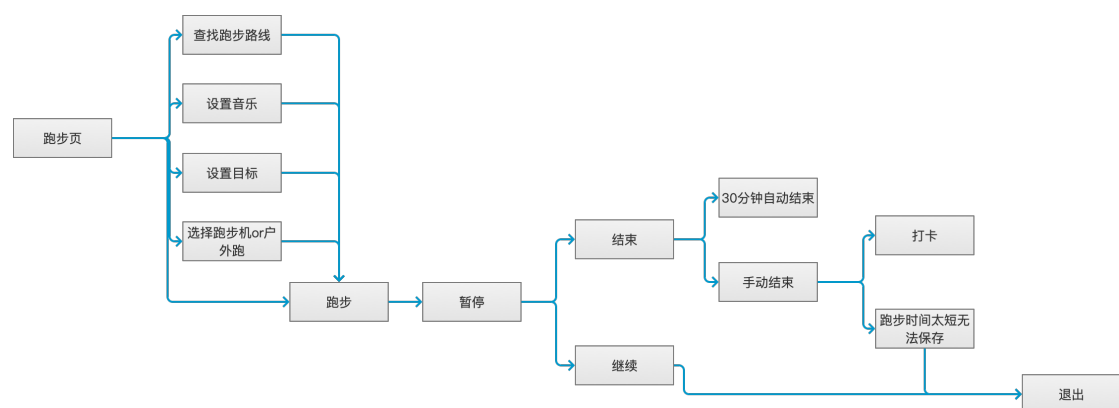 查找跑步路线
设置音乐
跑步页
设置目标
选择跑步机or户
外跑
跑步
暂停
结束
继续
30分钟自动结束
手动结束
打卡
跑步时间太短无
法保存
退出